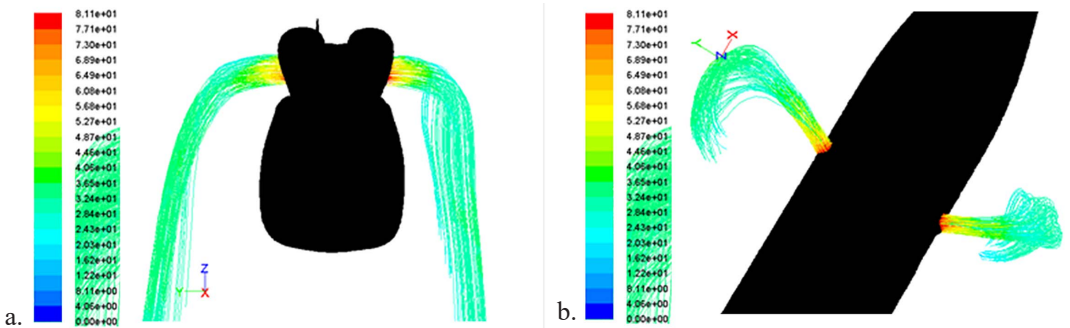 8.11e+01
7.71e+01
7.30e+01
6.89e+01
6.49e+01
6.08e+01
5.68e+01
5.27e+01
4.87e+01
4.46e+01
4.06e+01
3.65e+01
3.24e+01
2.84e+01
2.43e+01
2.03e+01
1.62e+01
1.22e+01
8.11e+00
4.06e+00
0.00e+00
Z
Y
X
a.
8.11e+01
7.71e+01
7.30e+01
6.89e+01
6.49e+01
6.08e+01
5.68e+01
5.27e+01
4.87e+01
4.46e+01
4.06e+01
3.65e+01
3.24e+01
2.84e+01
2.43e+01
2.03e+01
1.62e+01
1.22e+01
8.11e+00
4.06e+00
0.00e+00
X
Y
Z
b.